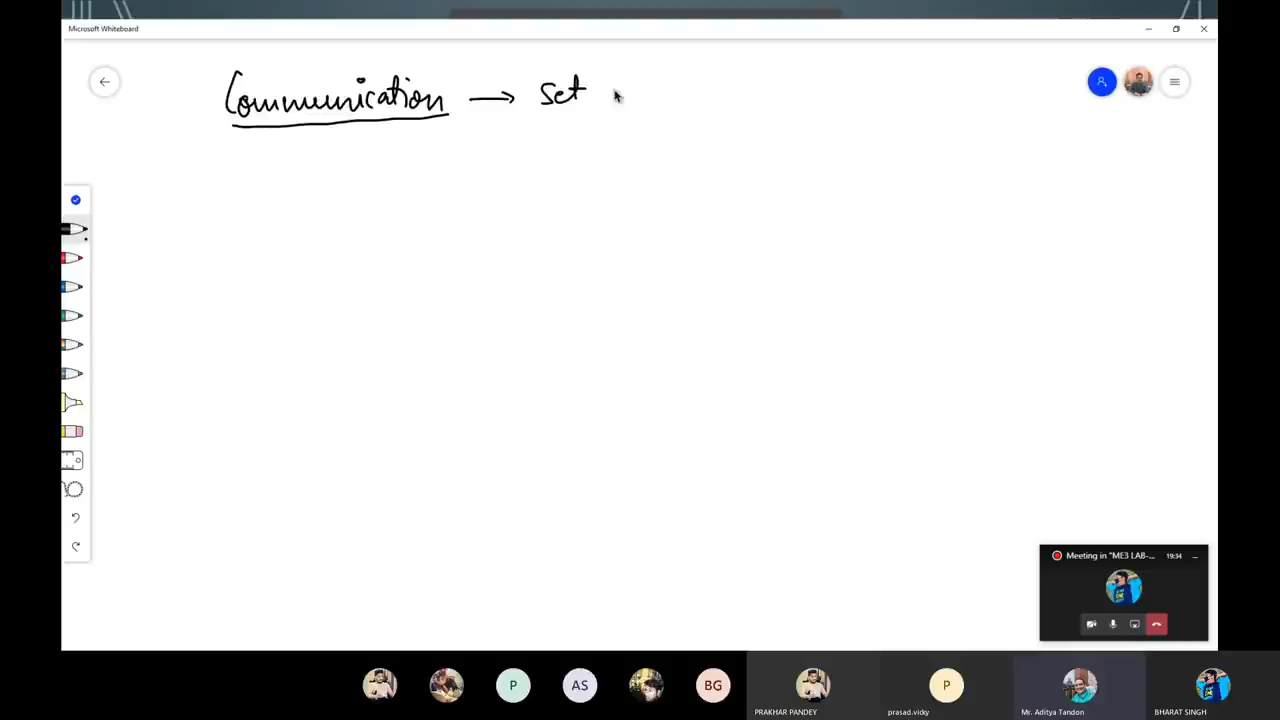 Microsoft Whiteboard
Communication → Set
Meeting in "ME3 LAB-... 19:34
P
AS
BG
P
PRAKHAR PANDEY
prasad.vicky
Mr. Aditya Tandon
BHARAT SINGH